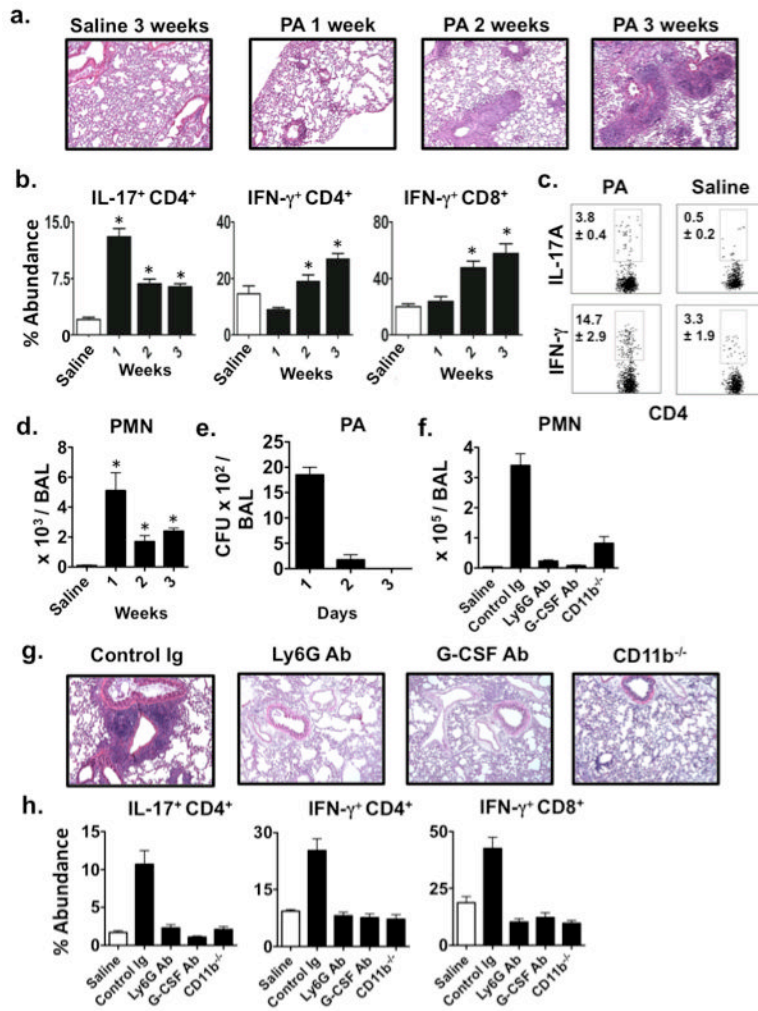 a.
Saline 3 weeks PA 1 week PA 2 weeks PA 3 weeks
b. c.
IL-17⁺ CD4⁺ IFN-γ⁺ CD4⁺ IFN-γ⁺ CD8⁺ PA Saline
% Abundance
15.0
7.5
0
* * *
Saline 1 2 3
Weeks
40
20
0
* *
Saline 1 2 3
Weeks
80
40
0
* *
Saline 1 2 3
Weeks
IL-17A
3.8
± 0.4
0.5
± 0.2
IFN-γ
14.7
± 2.9
3.3
± 1.9
CD4
d. PMN
x 10³ / BAL
8
6
4
2
0
* * *
Saline 1 2 3
Weeks
e. PA
CFU x 10² /
BAL
25
20
15
10
5
0
1 2 3
Days
f. PMN
x 10⁵ / BAL
4
3
2
1
0
Saline Control Ig Ly6G Ab G-CSF Ab CD11b⁻/⁻
g.
Control Ig Ly6G Ab G-CSF Ab CD11b⁻/⁻
h.
IL-17⁺ CD4⁺ IFN-γ⁺ CD4⁺ IFN-γ⁺ CD8⁺
% Abundance
15
10
5
0
Saline Control Ig Ly6G Ab G-CSF Ab CD11b⁻/⁻
30
15
0
Saline Control Ig Ly6G Ab G-CSF Ab CD11b⁻/⁻
50
25
0
Saline Control Ig Ly6G Ab G-CSF Ab CD11b⁻/⁻